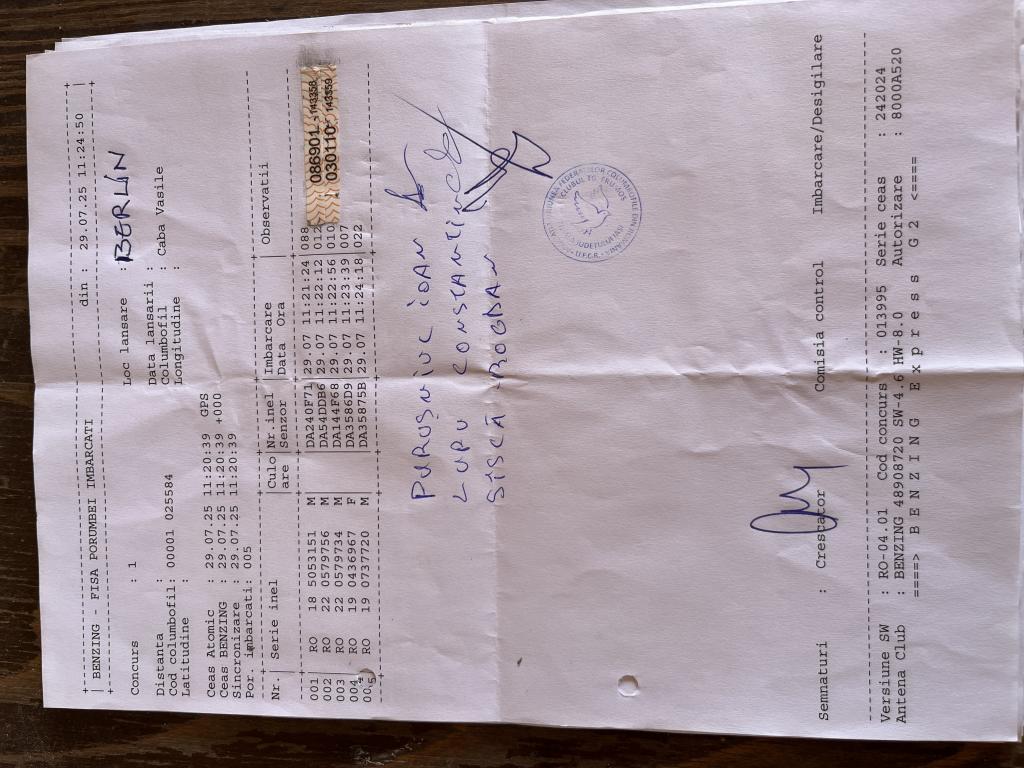 BENZING - FISA PORUMBEI IMBARCATI din : 29.07.25 11:24:50
Concurs : 1 Loc lansare : BERLIN
Distanta : Data lansarii :
Cod columbofil: 00001 025584 Columbofil : Caba Vasile
Latitudine : Longitudine :
Ceas Atomic : 29.07.25 11:20:39 GPS
Ceas BENZING : 29.07.25 11:20:39 +000
Sincronizare : 29.07.25 11:20:39
Por. imbarcati: 005
Nr.| Serie inel |Culo|Nr.inel |Imbarcare |Observatii
|are |Senzor |Data Ora |
001| RO 18 5053151 M |DA240F71|29.07 11:21:24|088
002| RO 22 0579756 M |DA54DDB6|29.07 11:22:12|012
003| RO 22 0579734 M |DA144F68|29.07 11:22:56|010
004| RO 19 0436967 F |DA3586D9|29.07 11:23:39|007
005| RO 19 0737720 M |DA35875B|29.07 11:24:18|022
086901 143358
030110 143359
PURUȘNIUC IOAN
LUPU CONSTANTIN
SISCĂ BOGDAN
U.F.C.R.
Semnaturi : Crescator Comisia control Imbarcare/Desigilare
Versiune SW : RO-04.01 Cod concurs : 013995 Serie ceas : 242024
Antena Club : BENZING 48908720 SW-4.6 HW-8.0 Autorizare : 8000A520
====> B E N Z I N G E x p r e s s G 2 <====